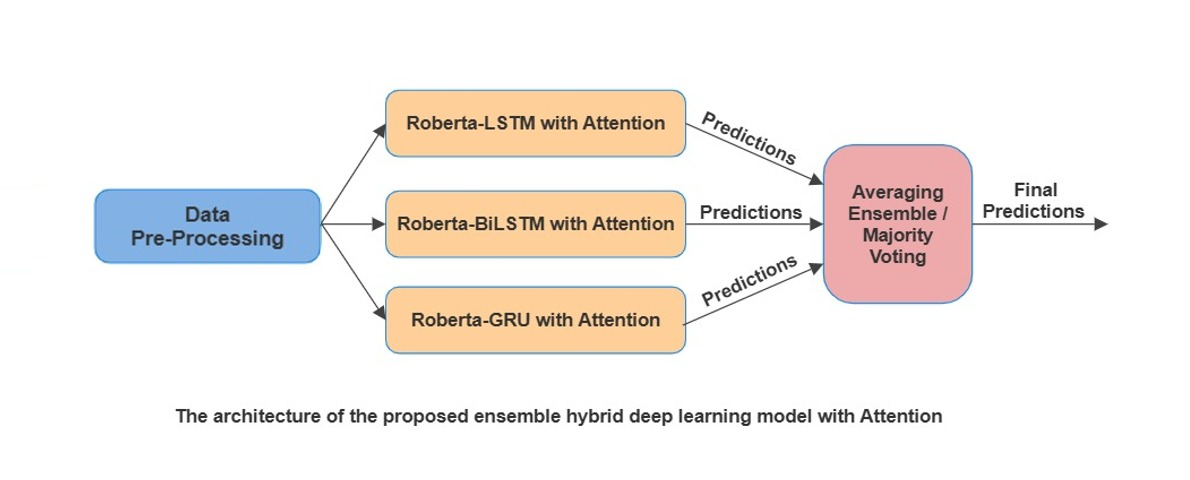 Data
Pre-Processing
Roberta-LSTM with Attention
Roberta-BiLSTM with Attention
Roberta-GRU with Attention
Predictions
Predictions
Predictions
Averaging
Ensemble /
Majority
Voting
Final
Predictions
The architecture of the proposed ensemble hybrid deep learning model with Attention